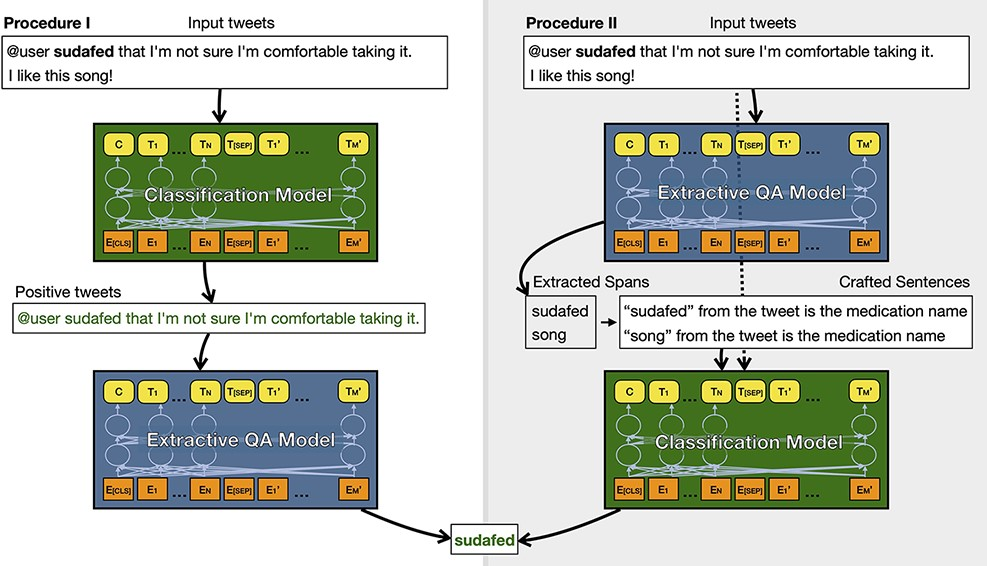 Procedure I
Input tweets
@user sudafed that I'm not sure I'm comfortable taking it.
I like this song!
C T1 ... TN T[SEP] T1' ... TM'
Classification Model
E[CLS] E1 ... EN E[SEP] E1' ... EM'
Positive tweets
@user sudafed that I'm not sure I'm comfortable taking it.
C T1 ... TN T[SEP] T1' ... TM'
Extractive QA Model
E[CLS] E1 ... EN E[SEP] E1' ... EM'
Procedure II
Input tweets
@user sudafed that I'm not sure I'm comfortable taking it.
I like this song!
C T1 ... TN T[SEP] T1' ... TM'
Extractive QA Model
E[CLS] E1 ... EN E[SEP] E1' ... EM'
Extracted Spans
sudafed
song
Crafted Sentences
“sudafed” from the tweet is the medication name
“song” from the tweet is the medication name
C T1 ... TN T[SEP] T1' ... TM'
Classification Model
E[CLS] E1 ... EN E[SEP] E1' ... EM'
sudafed